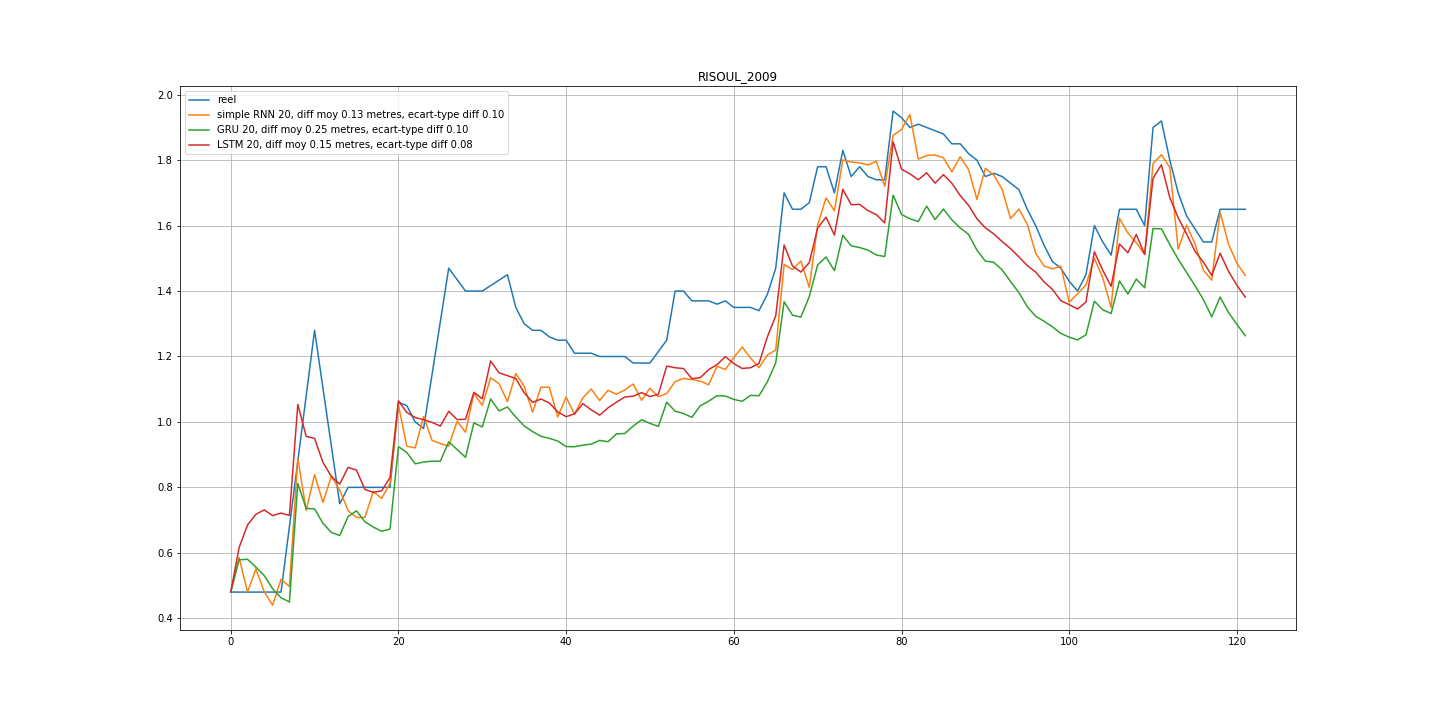 RISOUL_2009
reel
simple RNN 20, diff moy 0.13 metres, ecart-type diff 0.10
GRU 20, diff moy 0.25 metres, ecart-type diff 0.10
LSTM 20, diff moy 0.15 metres, ecart-type diff 0.08
2.0
1.8
1.6
1.4
1.2
1.0
0.8
0.6
0.4
0 20 40 60 80 100 120